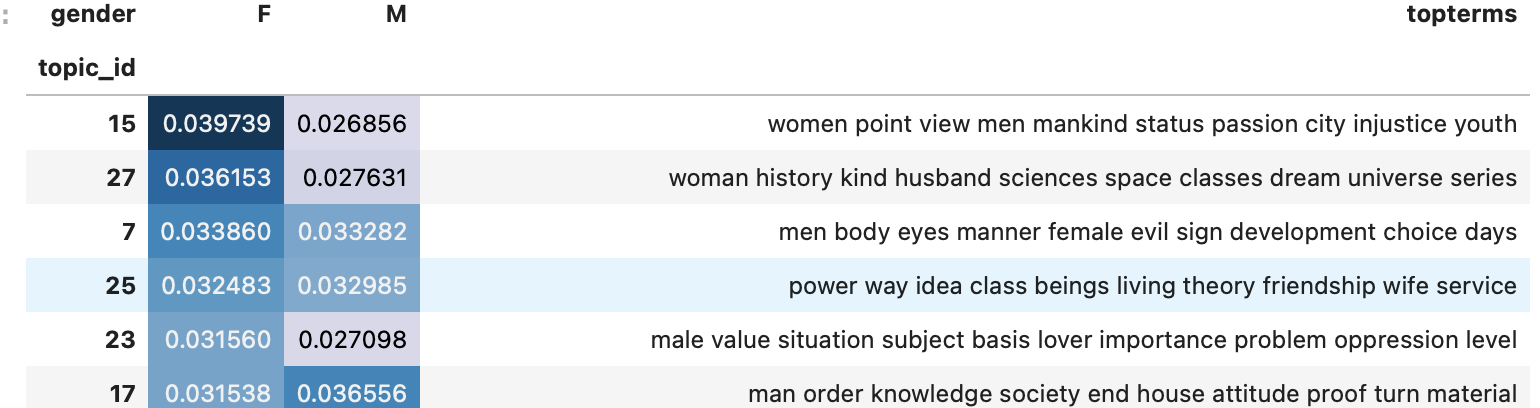 : gender F M topterms
topic_id
15 0.039739 0.026856 women point view men mankind status passion city injustice youth
27 0.036153 0.027631 woman history kind husband sciences space classes dream universe series
7 0.033860 0.033282 men body eyes manner female evil sign development choice days
25 0.032483 0.032985 power way idea class beings living theory friendship wife service
23 0.031560 0.027098 male value situation subject basis lover importance problem oppression level
17 0.031538 0.036556 man order knowledge society end house attitude proof turn material